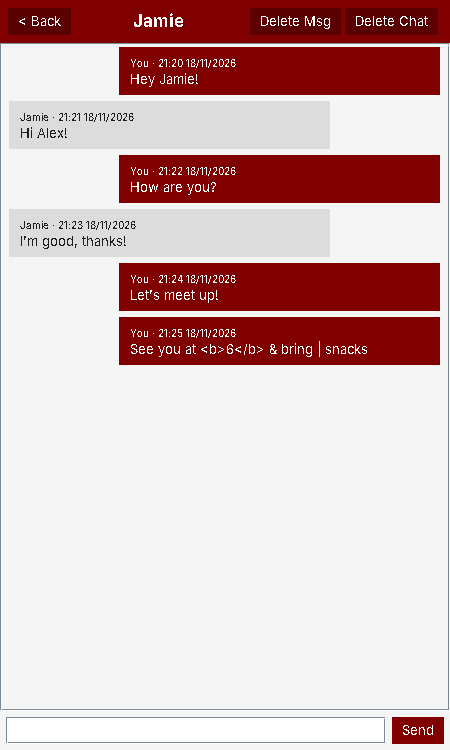 < Back
Jamie
Delete Msg
Delete Chat
You · 21:20 18/11/2026
Hey Jamie!
Jamie · 21:21 18/11/2026
Hi Alex!
You · 21:22 18/11/2026
How are you?
Jamie · 21:23 18/11/2026
I'm good, thanks!
You · 21:24 18/11/2026
Let's meet up!
You · 21:25 18/11/2026
See you at <b>6</b> & bring | snacks
Send